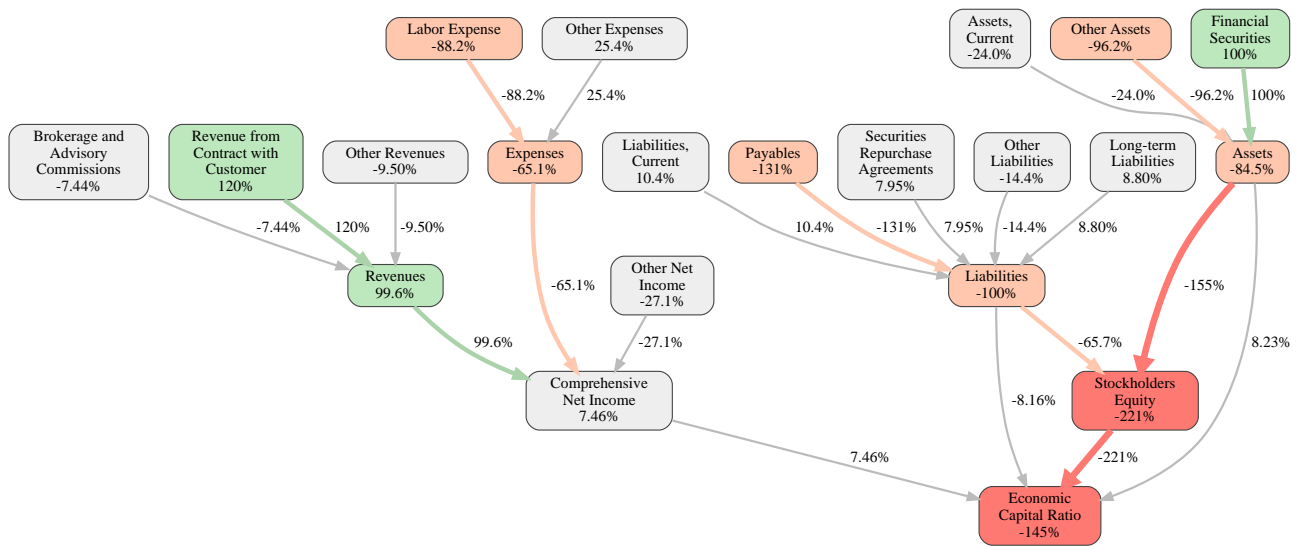 Labor Expense
-88.2%
Other Expenses
25.4%
Assets,
Current
-24.0%
Other Assets
-96.2%
Financial
Securities
100%
-88.2%
25.4%
-24.0%
-96.2%
100%
Brokerage and
Advisory
Commissions
-7.44%
Revenue from
Contract with
Customer
120%
Other Revenues
-9.50%
Expenses
-65.1%
Liabilities,
Current
10.4%
Payables
-131%
Securities
Repurchase
Agreements
7.95%
Other
Liabilities
-14.4%
Long-term
Liabilities
8.80%
Assets
-84.5%
-7.44%
120%
-9.50%
10.4%
-131%
7.95%
-14.4%
8.80%
Revenues
99.6%
-65.1%
Other Net
Income
-27.1%
Liabilities
-100%
-155%
99.6%
-27.1%
-65.7%
8.23%
Comprehensive
Net Income
7.46%
-8.16%
Stockholders
Equity
-221%
7.46%
-221%
Economic
Capital Ratio
-145%